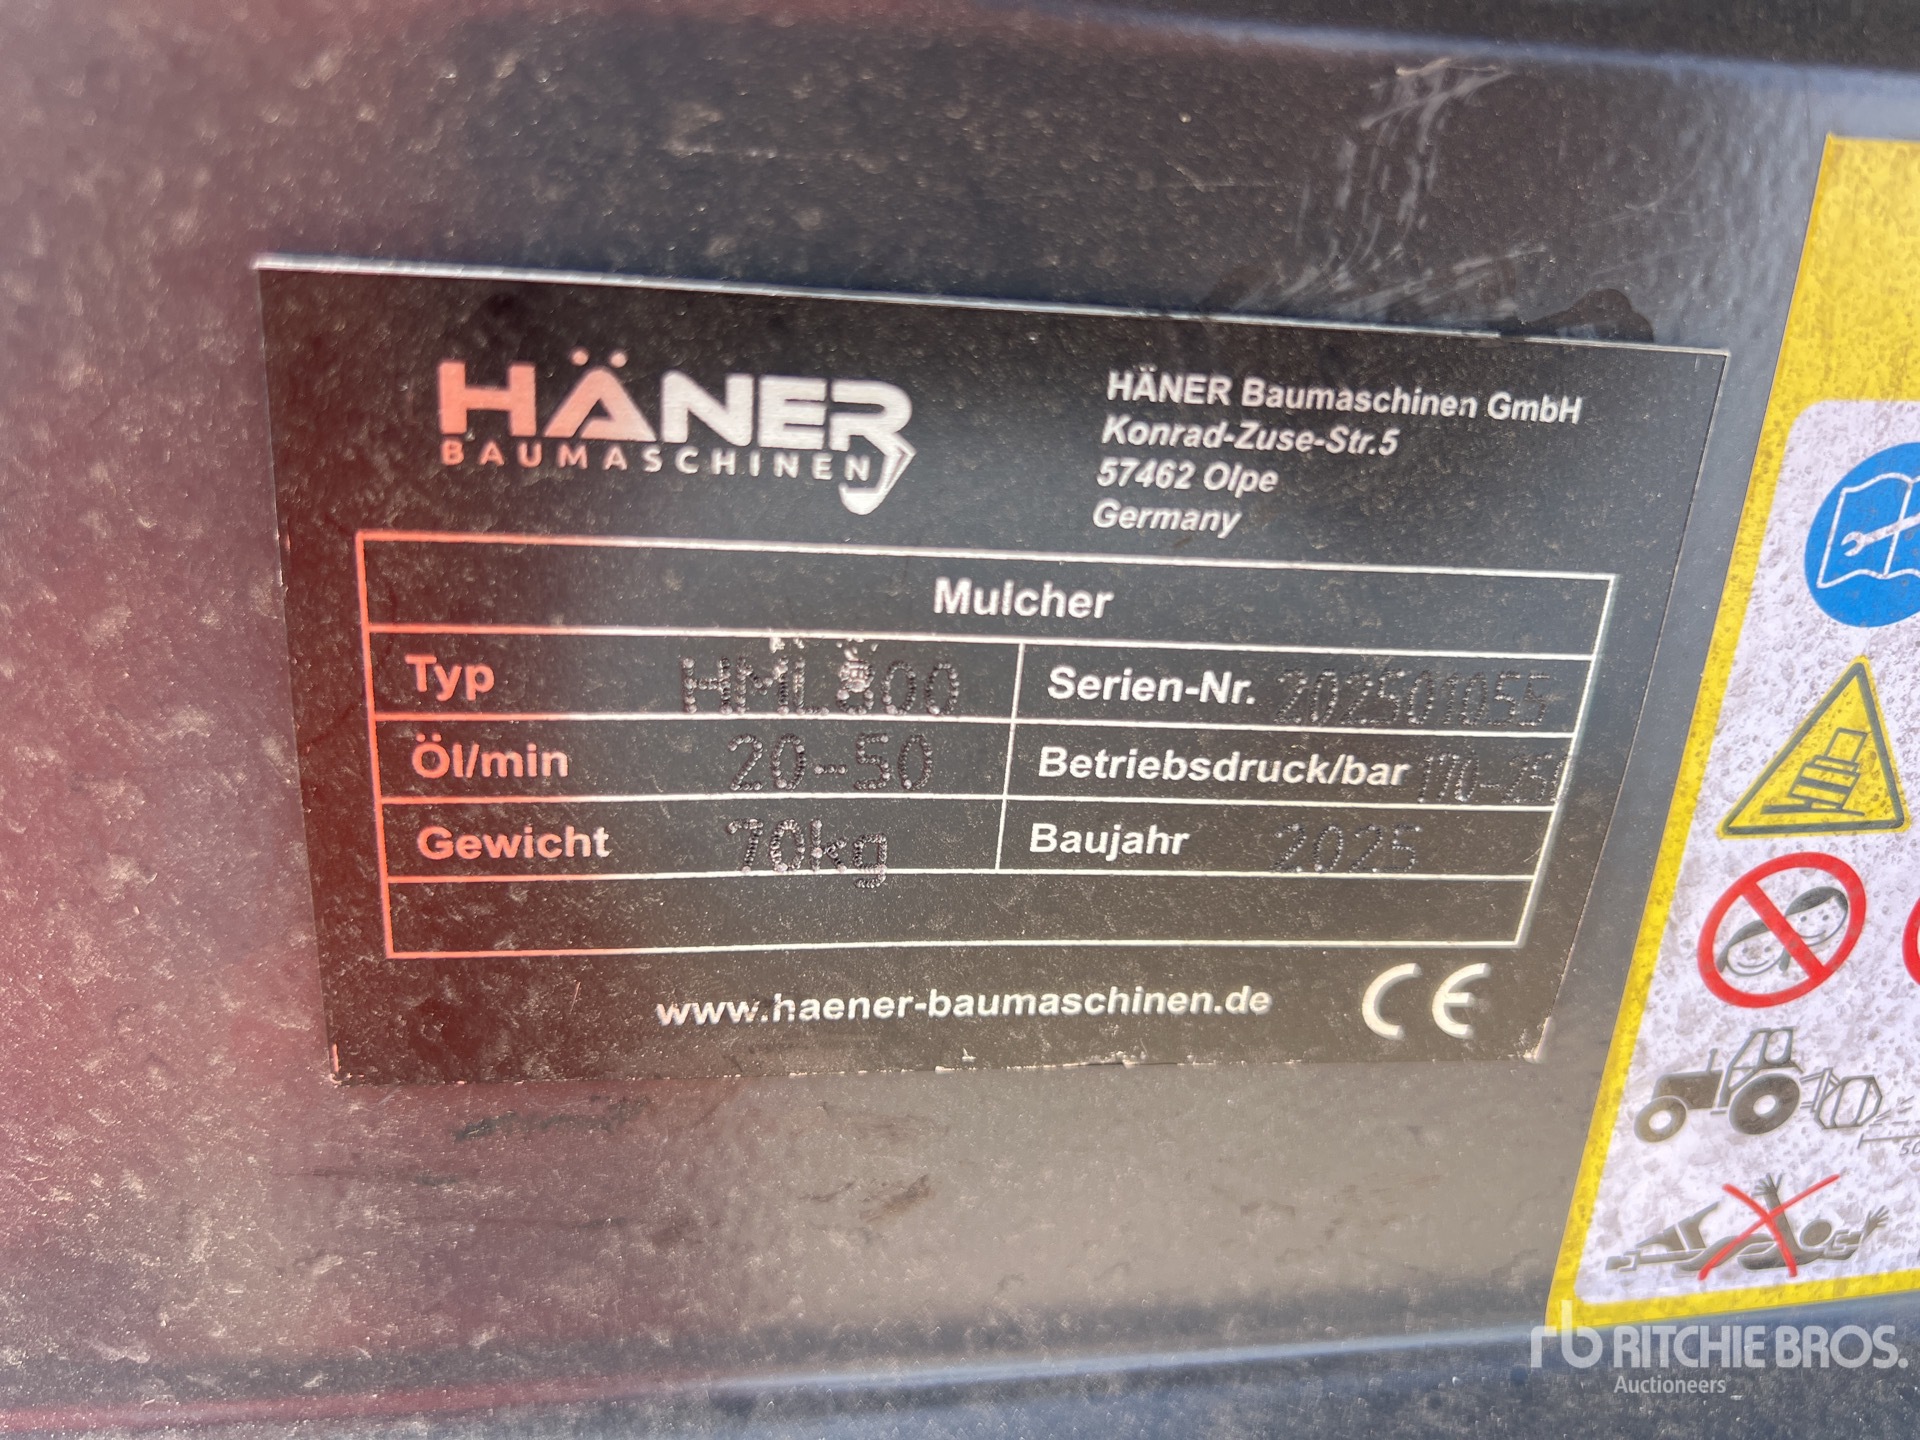 HÄNER
BAUMASCHINEN
HÄNER Baumaschinen GmbH
Konrad-Zuse-Str.5
57462 Olpe
Germany
Mulcher
Typ HML800 Serien-Nr. 202501055
Öl/min 20-50 Betriebsdruck/bar
Gewicht 70kg Baujahr 2025
www.haener-baumaschinen.de CE
rb RITCHIE BROS.
Auctioneers